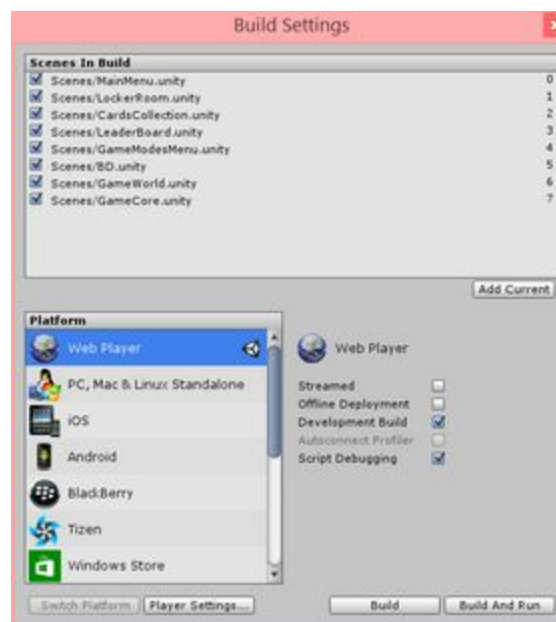 Build Settings
x
Scenes In Build
Scenes/MainMenu.unity 0
Scenes/LockerRoom.unity 1
Scenes/CardsCollection.unity 2
Scenes/LeaderBoard.unity 3
Scenes/GameModesMenu.unity 4
Scenes/BD.unity 5
Scenes/GameWorld.unity 6
Scenes/GameCore.unity 7
Add Current
Platform
Web Player
PC, Mac & Linux Standalone
iOS
Android
BlackBerry
Tizen
Windows Store
Web Player
Streamed
Offline Deployment
Development Build
Autoconnect Profiler
Script Debugging
Switch Platform
Player Settings...
Build
Build And Run